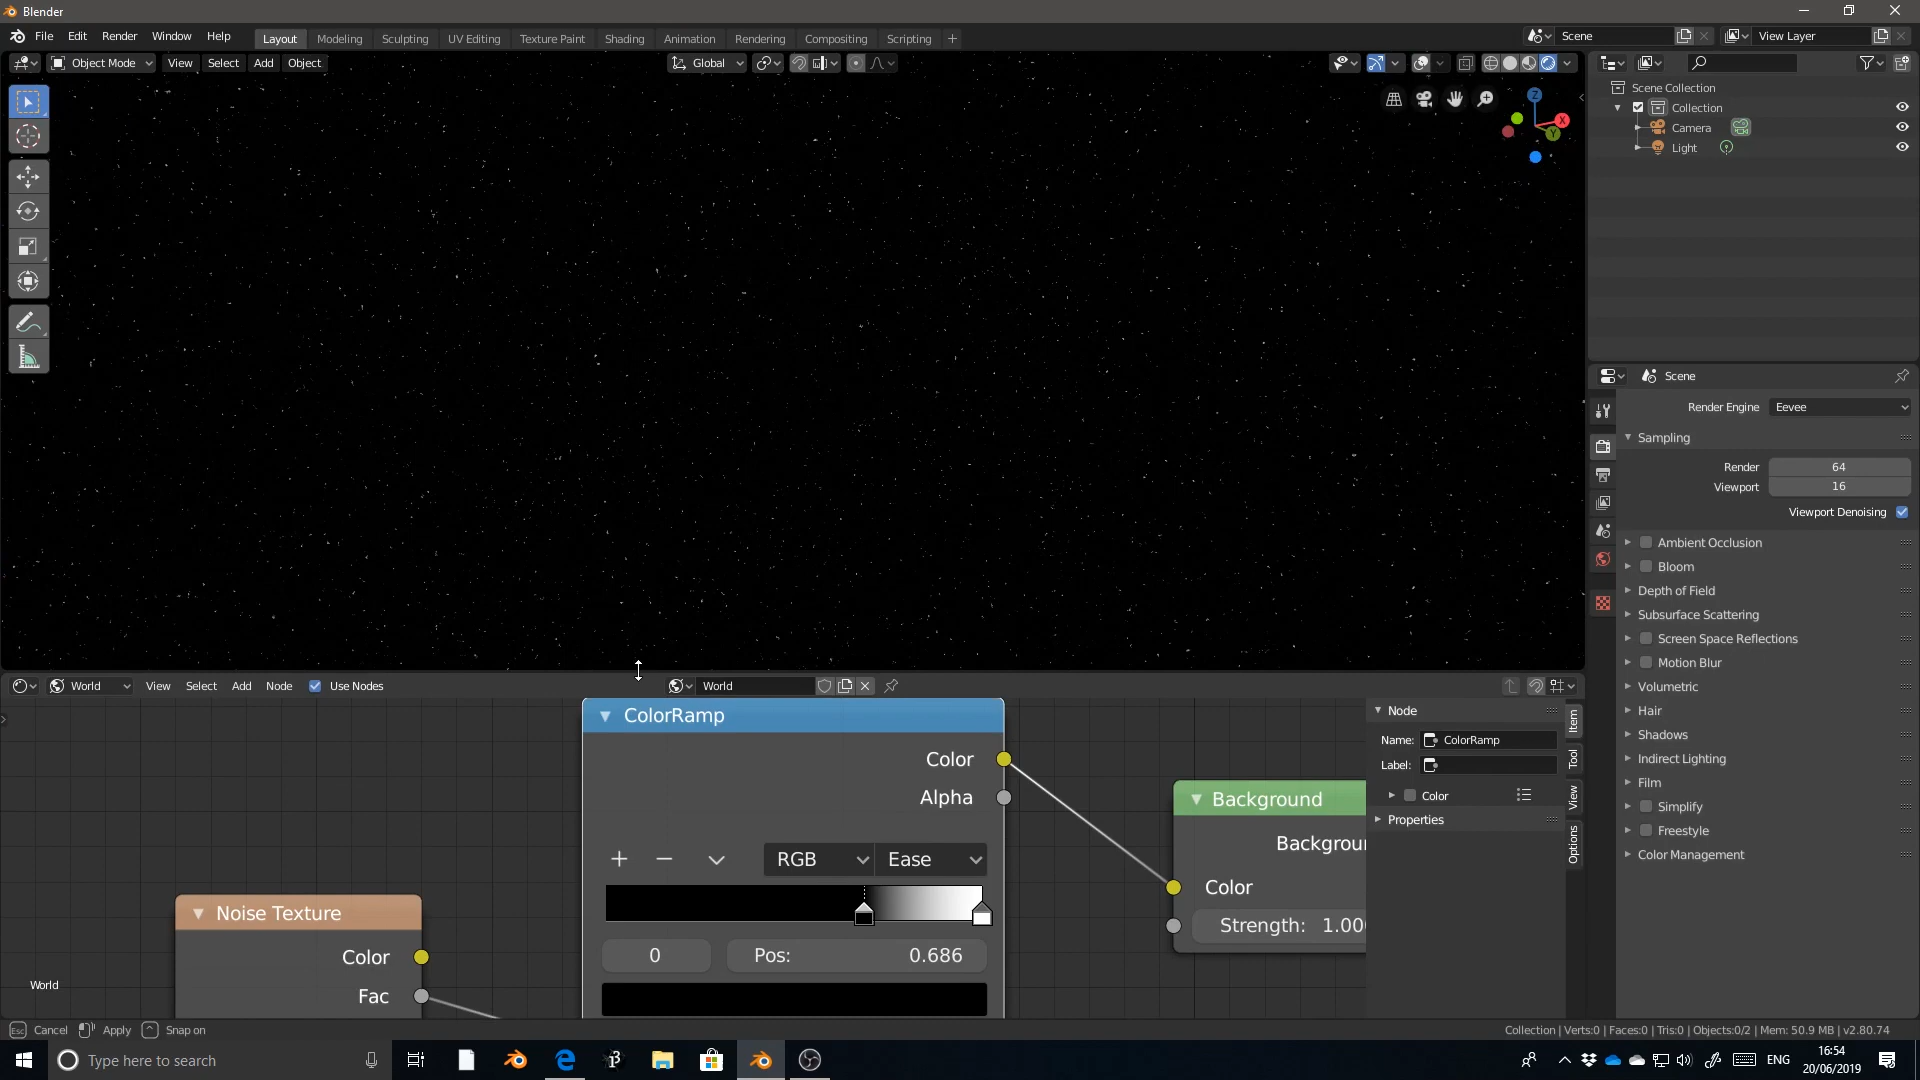 Blender
File Edit Render Window Help Layout Modeling Sculpting UV Editing Texture Paint Shading Animation Rendering Compositing Scripting + Scene View Layer
Object Mode View Select Add Object Global
Z
X
Y
Scene Collection
Collection
Camera
Light
Scene
Render Engine Eevee
Sampling
Render 64
Viewport 16
Viewport Denoising
Ambient Occlusion
Bloom
Depth of Field
Subsurface Scattering
Screen Space Reflections
Motion Blur
Volumetric
Hair
Shadows
Indirect Lighting
Film
Simplify
Freestyle
Color Management
World View Select Add Node Use Nodes World
ColorRamp
Color
Alpha
RGB Ease
0 Pos: 0.686
Noise Texture
Color
Fac
Background
Backgrour
Color
Strength: 1.00
Node
Name: ColorRamp
Label:
Color
Properties
Item
Tool
View
Options
World
Esc Cancel Apply Snap on Collection | Verts:0 | Faces:0 | Tris:0 | Objects:0/2 | Mem: 50.9 MB | v2.80.74
Type here to search ENG 16:54
20/06/2019